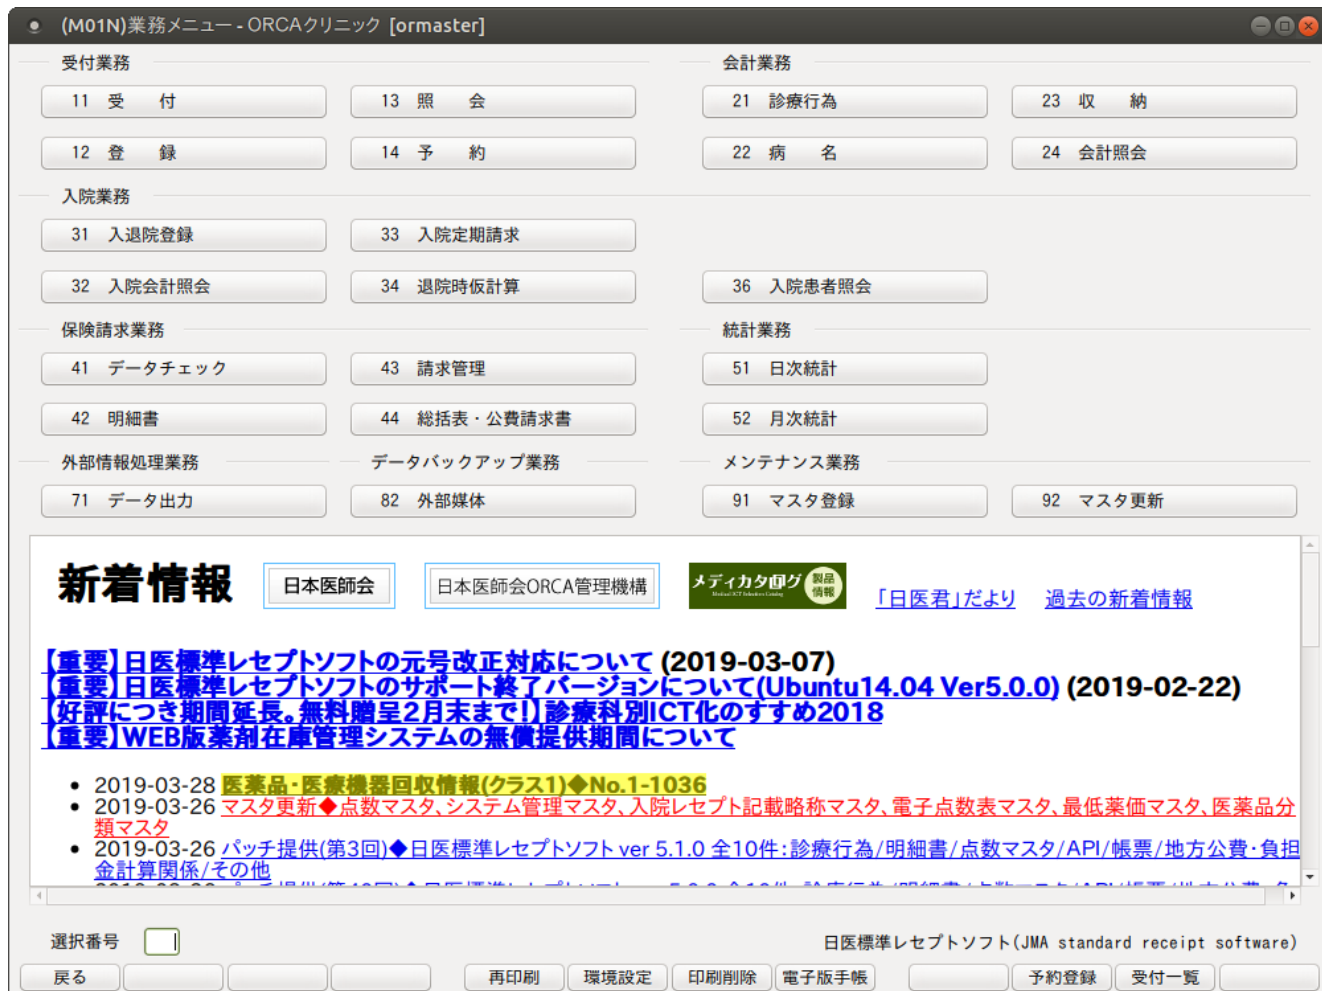 (M01N)業務メニュー - ORCAクリニック [ormaster]
受付業務
会計業務
11 受 付
13 照 会
21 診療行為
23 収 納
12 登 録
14 予 約
22 病 名
24 会計照会
入院業務
31 入退院登録
33 入院定期請求
32 入院会計照会
34 退院時仮計算
36 入院患者照会
保険請求業務
統計業務
41 データチェック
43 請求管理
51 日次統計
42 明細書
44 総括表・公費請求書
52 月次統計
外部情報処理業務
データバックアップ業務
メンテナンス業務
71 データ出力
82 外部媒体
91 マスタ登録
92 マスタ更新
新着情報
日本医師会
日本医師会ORCA管理機構
メディカタログ
製品
情報
「日医君」だより
過去の新着情報
【重要】日医標準レセプトソフトの元号改正対応について (2019-03-07)
【重要】日医標準レセプトソフトのサポート終了バージョンについて(Ubuntu14.04 Ver5.0.0) (2019-02-22)
【好評につき期間延長。無料贈呈2月末まで!】診療科別ICT化のすすめ2018
【重要】WEB版薬剤在庫管理システムの無償提供期間について
• 2019-03-28 医薬品・医療機器回収情報(クラス1)◆No.1-1036
• 2019-03-26 マスタ更新◆点数マスタ、システム管理マスタ、入院レセプト記載略称マスタ、電子点数表マスタ、最低薬価マスタ、医薬品分
類マスタ
• 2019-03-26 パッチ提供(第3回)◆日医標準レセプトソフト ver 5.1.0 全10件:診療行為/明細書/点数マスタ/API/帳票/地方公費・負担
金計算関係/その他
選択番号
日医標準レセプトソフト(JMA standard receipt software)
戻る
再印刷
環境設定
印刷削除
電子版手帳
予約登録
受付一覧